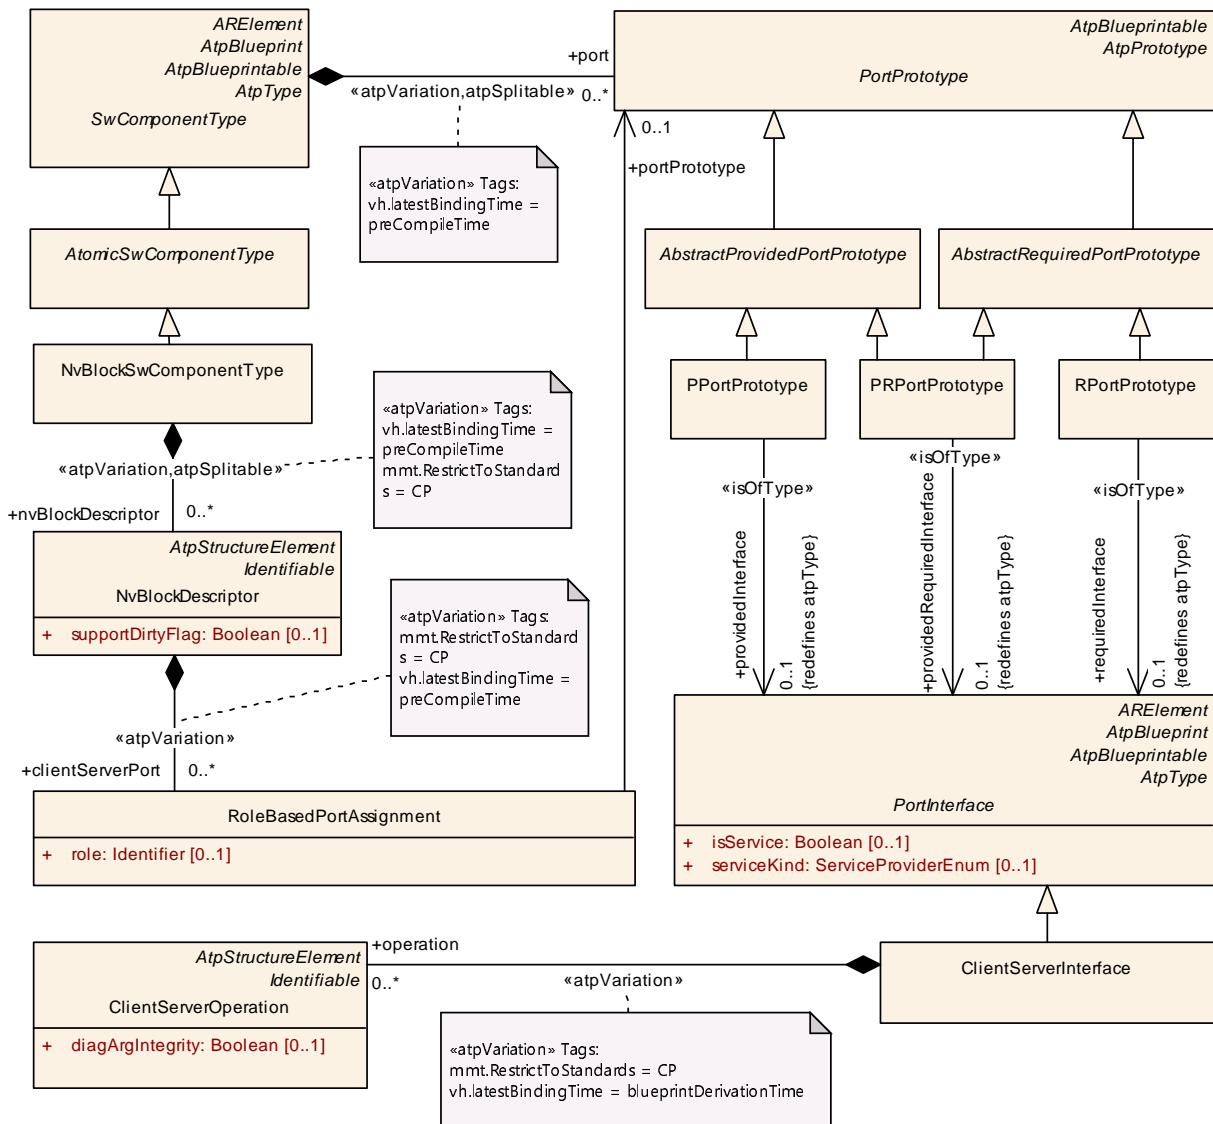 ARElement
AtpBlueprint
AtpBlueprintable
AtpType
SwComponentType
+port
«atpVariation,atpSplitable»
0..*
AtpBlueprintable
AtpPrototype
PortPrototype
0..1
+portPrototype
«atpVariation» Tags:
vh.latestBindingTime =
preCompileTime
AtomicSwComponentType
AbstractProvidedPortPrototype
AbstractRequiredPortPrototype
NvBlockSwComponentType
PPortPrototype
PRPortPrototype
RPortPrototype
«atpVariation» Tags:
vh.latestBindingTime =
preCompileTime
mmt.RestrictToStandard
s = CP
«atpVariation,atpSplitable»
+nvBlockDescriptor
0..*
«isOfType»
«isOfType»
«isOfType»
+providedInterface
0..1
{redefines atpType}
+providedRequiredInterface
0..1
{redefines atpType}
+requiredInterface
0..1
{redefines atpType}
AtpStructureElement
Identifiable
NvBlockDescriptor
+ supportDirtyFlag: Boolean [0..1]
«atpVariation» Tags:
mmt.RestrictToStandard
s = CP
vh.latestBindingTime =
preCompileTime
«atpVariation»
+clientServerPort
0..*
ARElement
AtpBlueprint
AtpBlueprintable
AtpType
PortInterface
+ isService: Boolean [0..1]
+ serviceKind: ServiceProviderEnum [0..1]
RoleBasedPortAssignment
+ role: Identifier [0..1]
AtpStructureElement
Identifiable
ClientServerOperation
+ diagArgIntegrity: Boolean [0..1]
+operation
0..*
«atpVariation»
ClientServerInterface
«atpVariation» Tags:
mmt.RestrictToStandards = CP
vh.latestBindingTime = blueprintDerivationTime